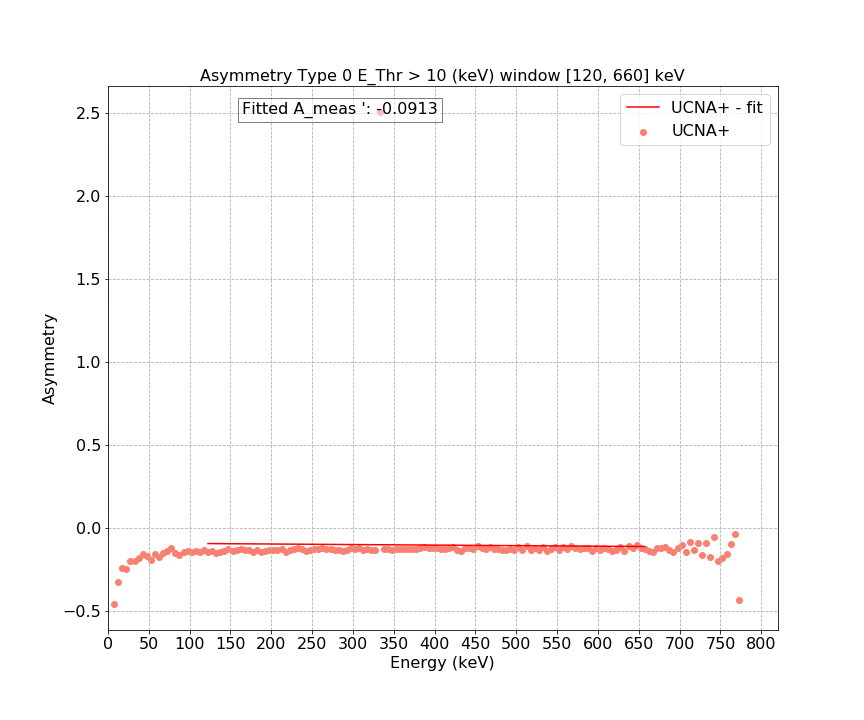 Asymmetry Type 0 E_Thr > 10 (keV) window [120, 660] keV
Fitted A_meas ': -0.0913
UCNA+ - fit
UCNA+
2.5
2.0
1.5
1.0
0.5
0.0
−0.5
Asymmetry
0 50 100 150 200 250 300 350 400 450 500 550 600 650 700 750 800
Energy (keV)